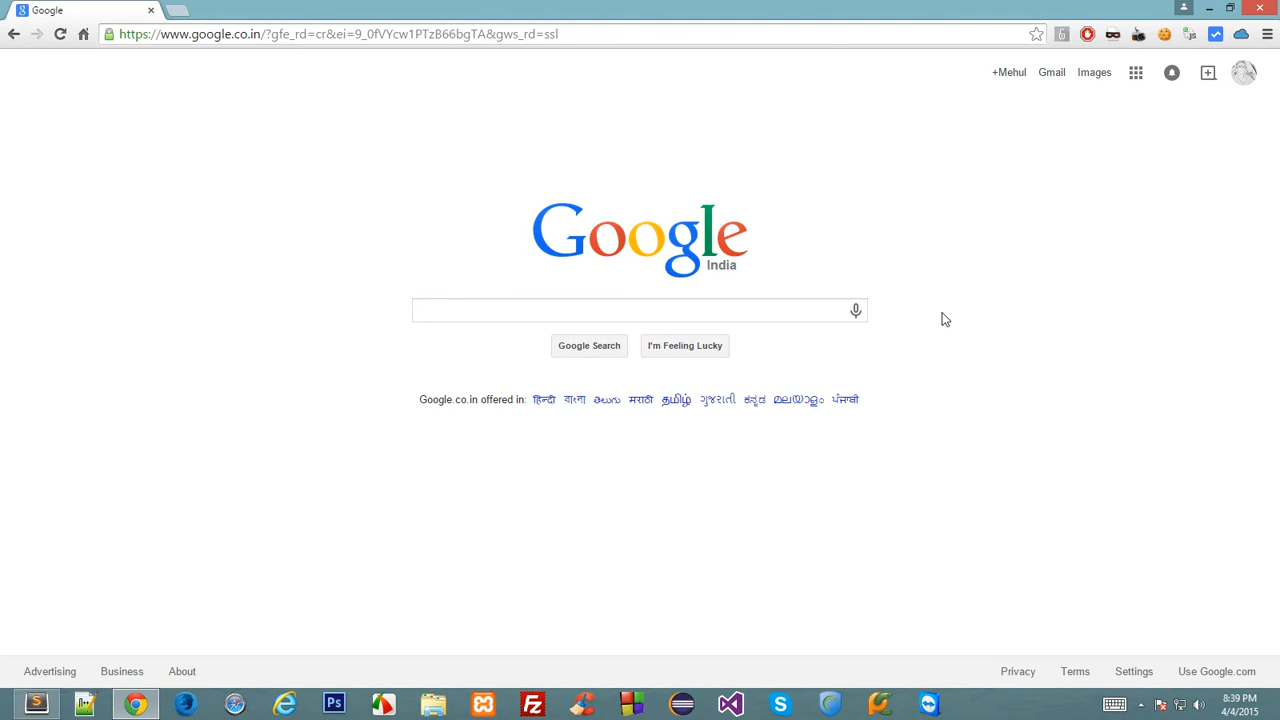 Google
https://www.google.co.in/?gfe_rd=cr&ei=9_0fVYcw1PTzB66bgTA&gws_rd=ssl
+Mehul Gmail Images
Google
India
Google Search I'm Feeling Lucky
Google.co.in offered in: हिन्दी বাংলা తెలుగు मराठी தமிழ் ગુજરાતી ಕನ್ನಡ മലയാളം ਪੰਜਾਬੀ
Advertising Business About Privacy Terms Settings Use Google.com
8:39 PM
4/4/2015